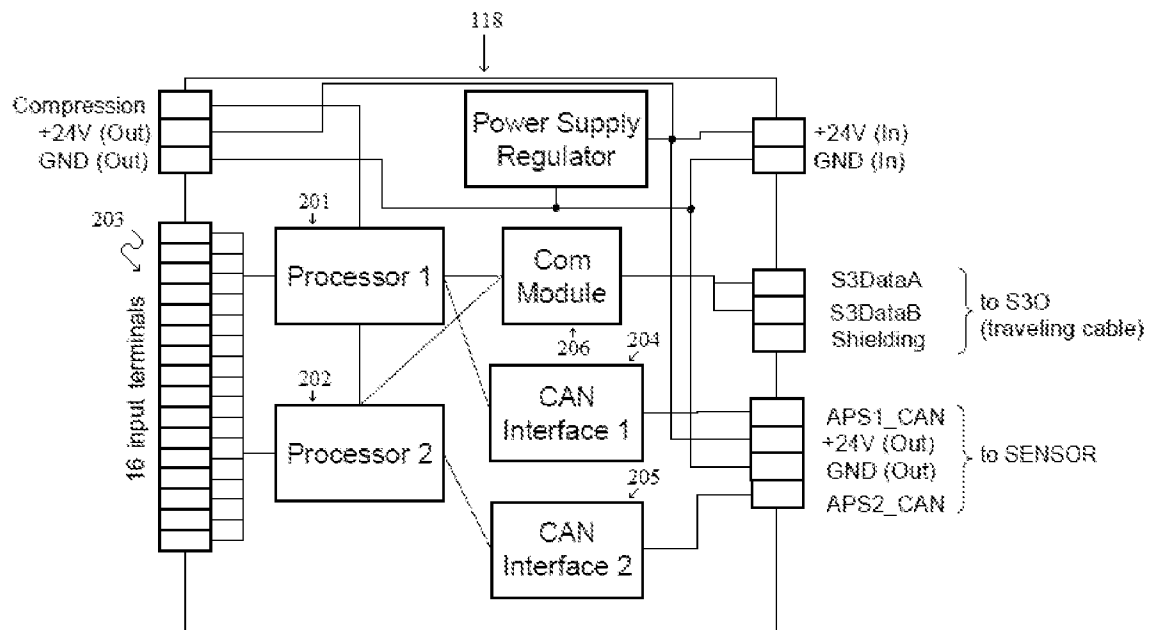 118
Compression
+24V (Out)
GND (Out)
Power Supply
Regulator
+24V (In)
GND (In)
203
16 input terminals
201
Processor 1
Com
Module
206
S3DataA
S3DataB
Shielding
to S3O
(traveling cable)
202
Processor 2
204
CAN
Interface 1
APS1_CAN
+24V (Out)
GND (Out)
APS2_CAN
to SENSOR
205
CAN
Interface 2